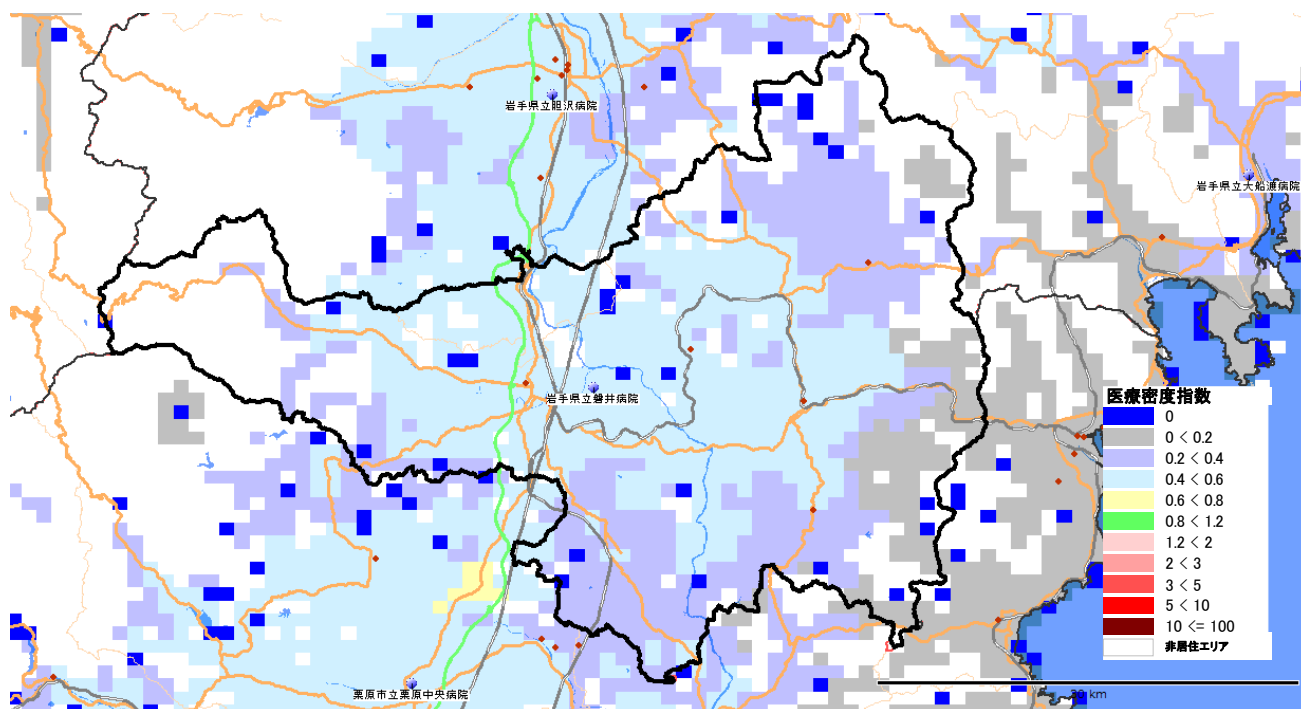 岩手県立胆沢病院
岩手県立大船渡病院
岩手県立磐井病院
医療密度指数
0
0 < 0.2
0.2 < 0.4
0.4 < 0.6
0.6 < 0.8
0.8 < 1.2
1.2 < 2
2 < 3
3 < 5
5 < 10
10 <= 100
非居住エリア
栗原市立栗原中央病院
30 km